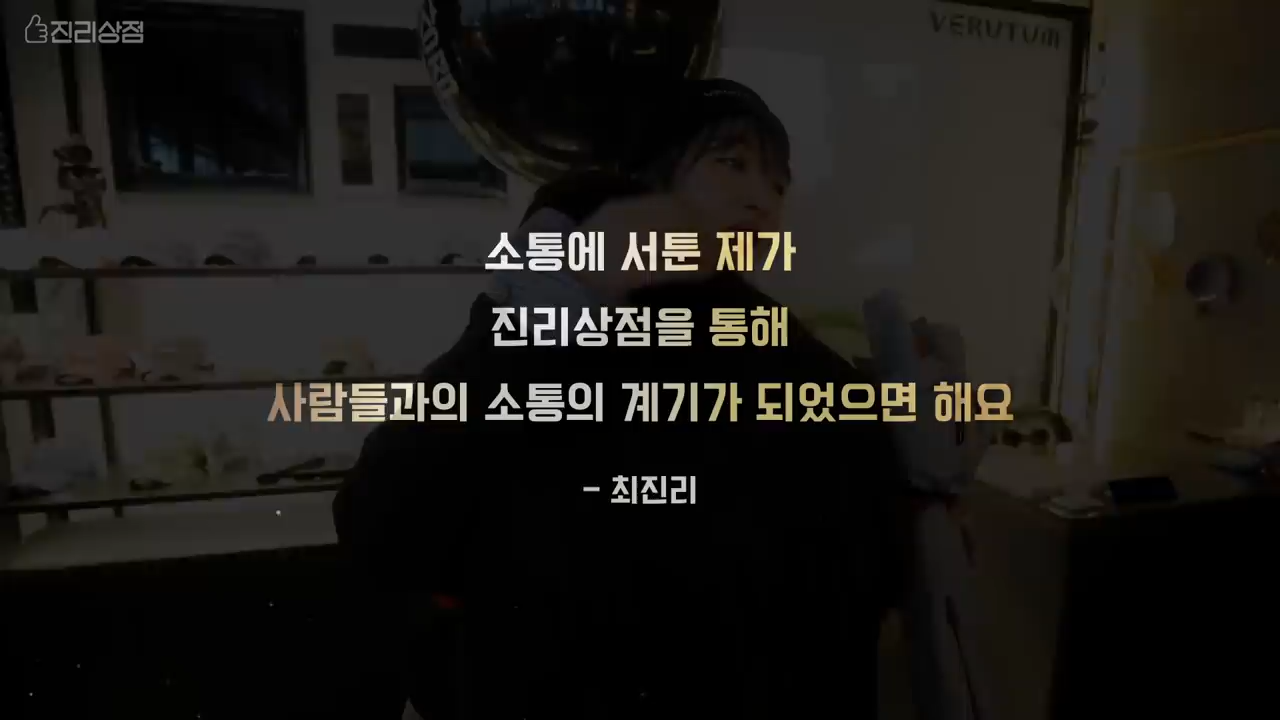 진리상점
VERUTUM
소통에 서툰 제가
진리상점을 통해
사람들과의 소통의 계기가 되었으면 해요
- 최진리